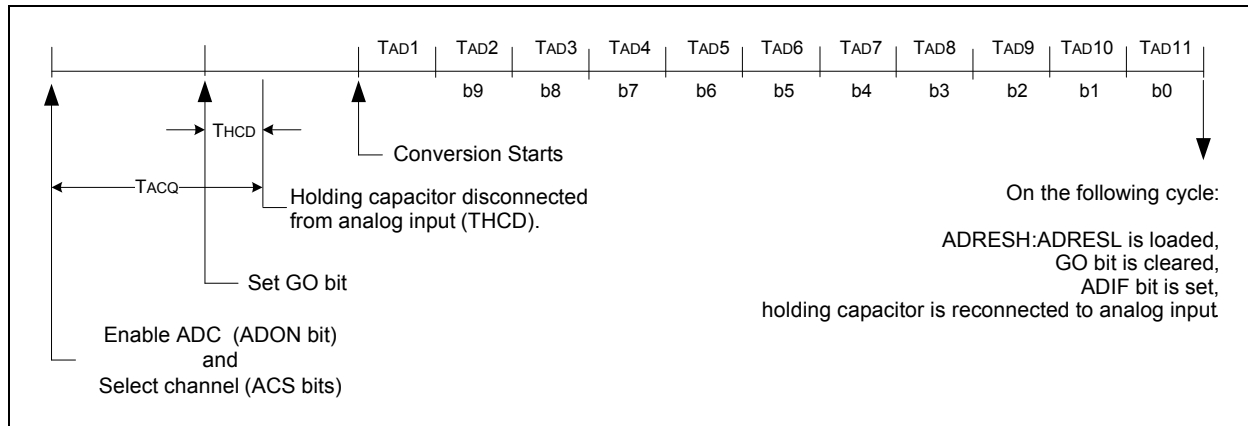 TAD1 TAD2 TAD3 TAD4 TAD5 TAD6 TAD7 TAD8 TAD9 TAD10 TAD11
b9 b8 b7 b6 b5 b4 b3 b2 b1 b0
THCD
Conversion Starts
TACQ
Holding capacitor disconnected
from analog input (THCD).
On the following cycle:
ADRESH:ADRESL is loaded,
GO bit is cleared,
ADIF bit is set,
holding capacitor is reconnected to analog input.
Set GO bit
Enable ADC (ADON bit)
and
Select channel (ACS bits)